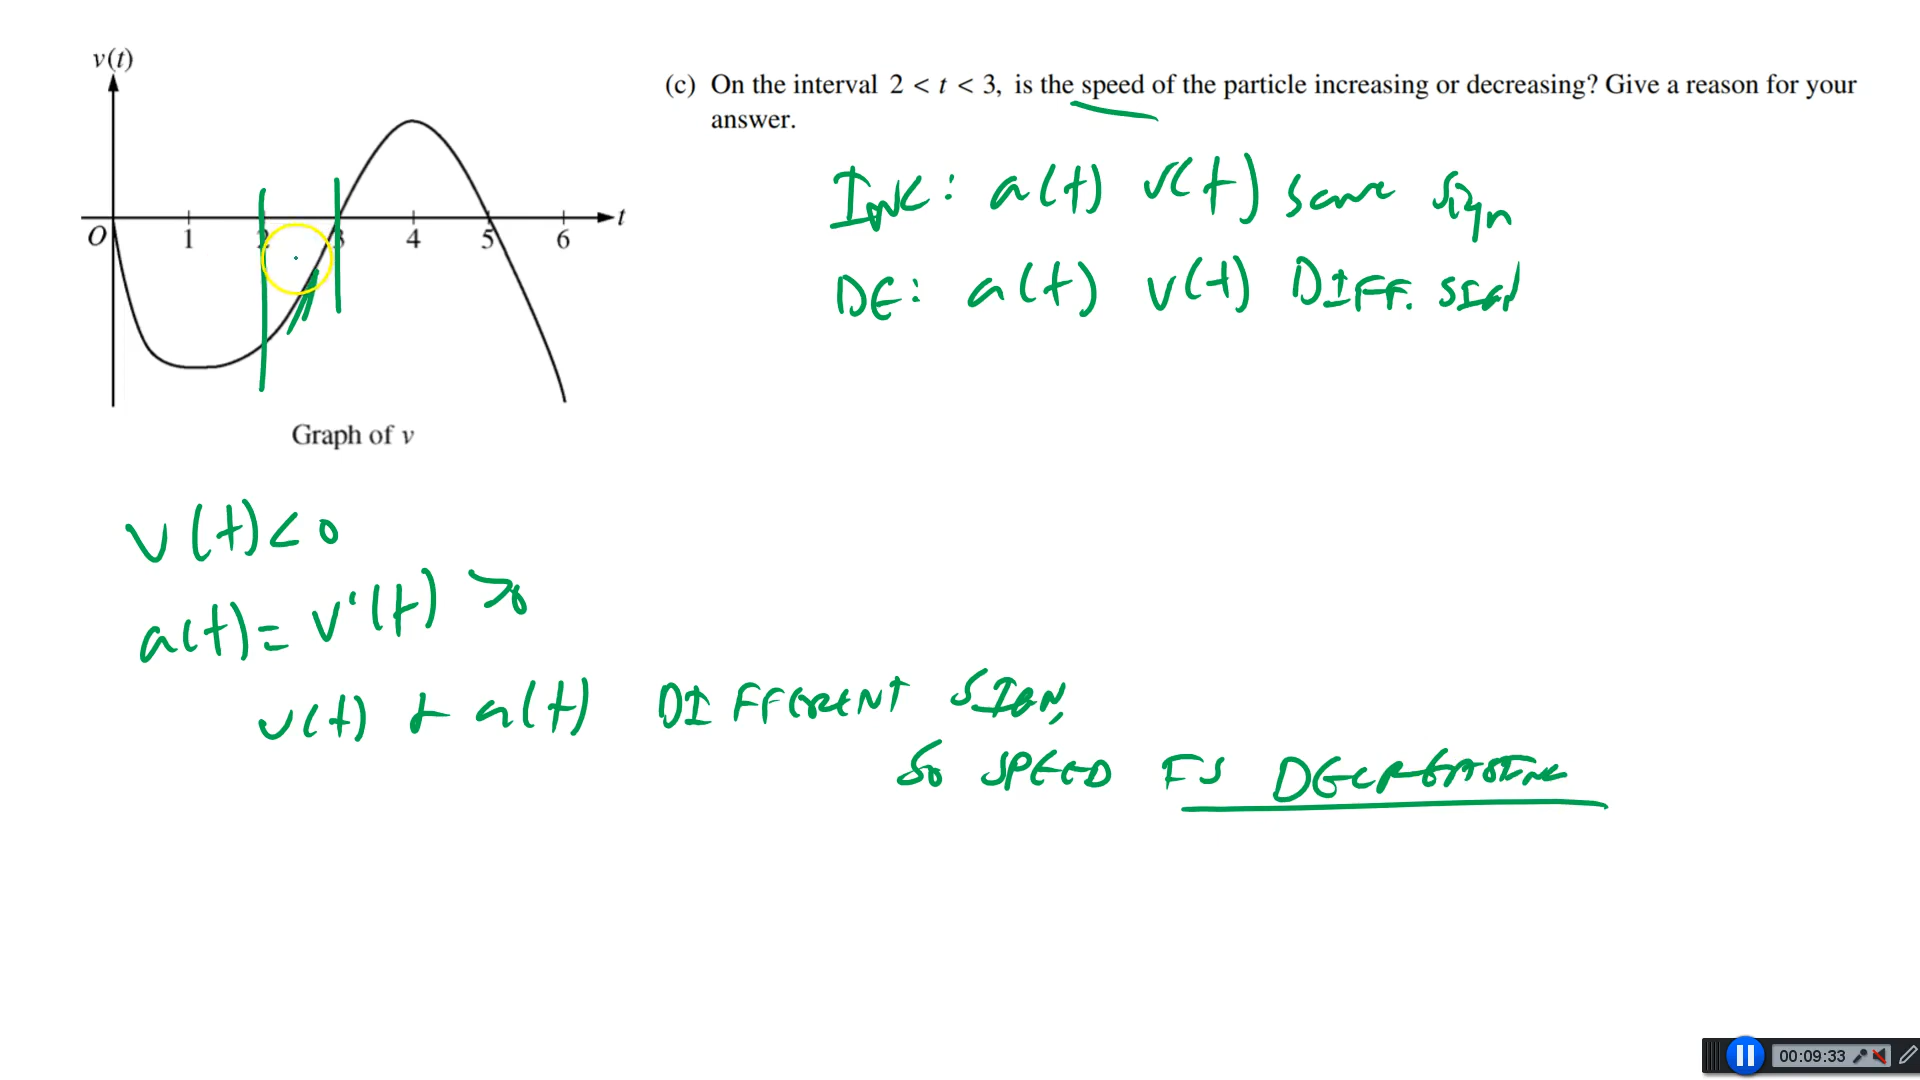 v(t)
(c) On the interval 2 < t < 3, is the speed of the particle increasing or decreasing? Give a reason for your
answer.
INC: a(t) v(t) same sign
DE: a(t) v(t) DIFF. SIGN
O 1 2 3 4 5 6 t
Graph of v
v(t) < 0
a(t) = v'(t) > 0
v(t) + a(t) DIFFERENT SIGN,
SO SPEED IS DECREASING
00:09:33